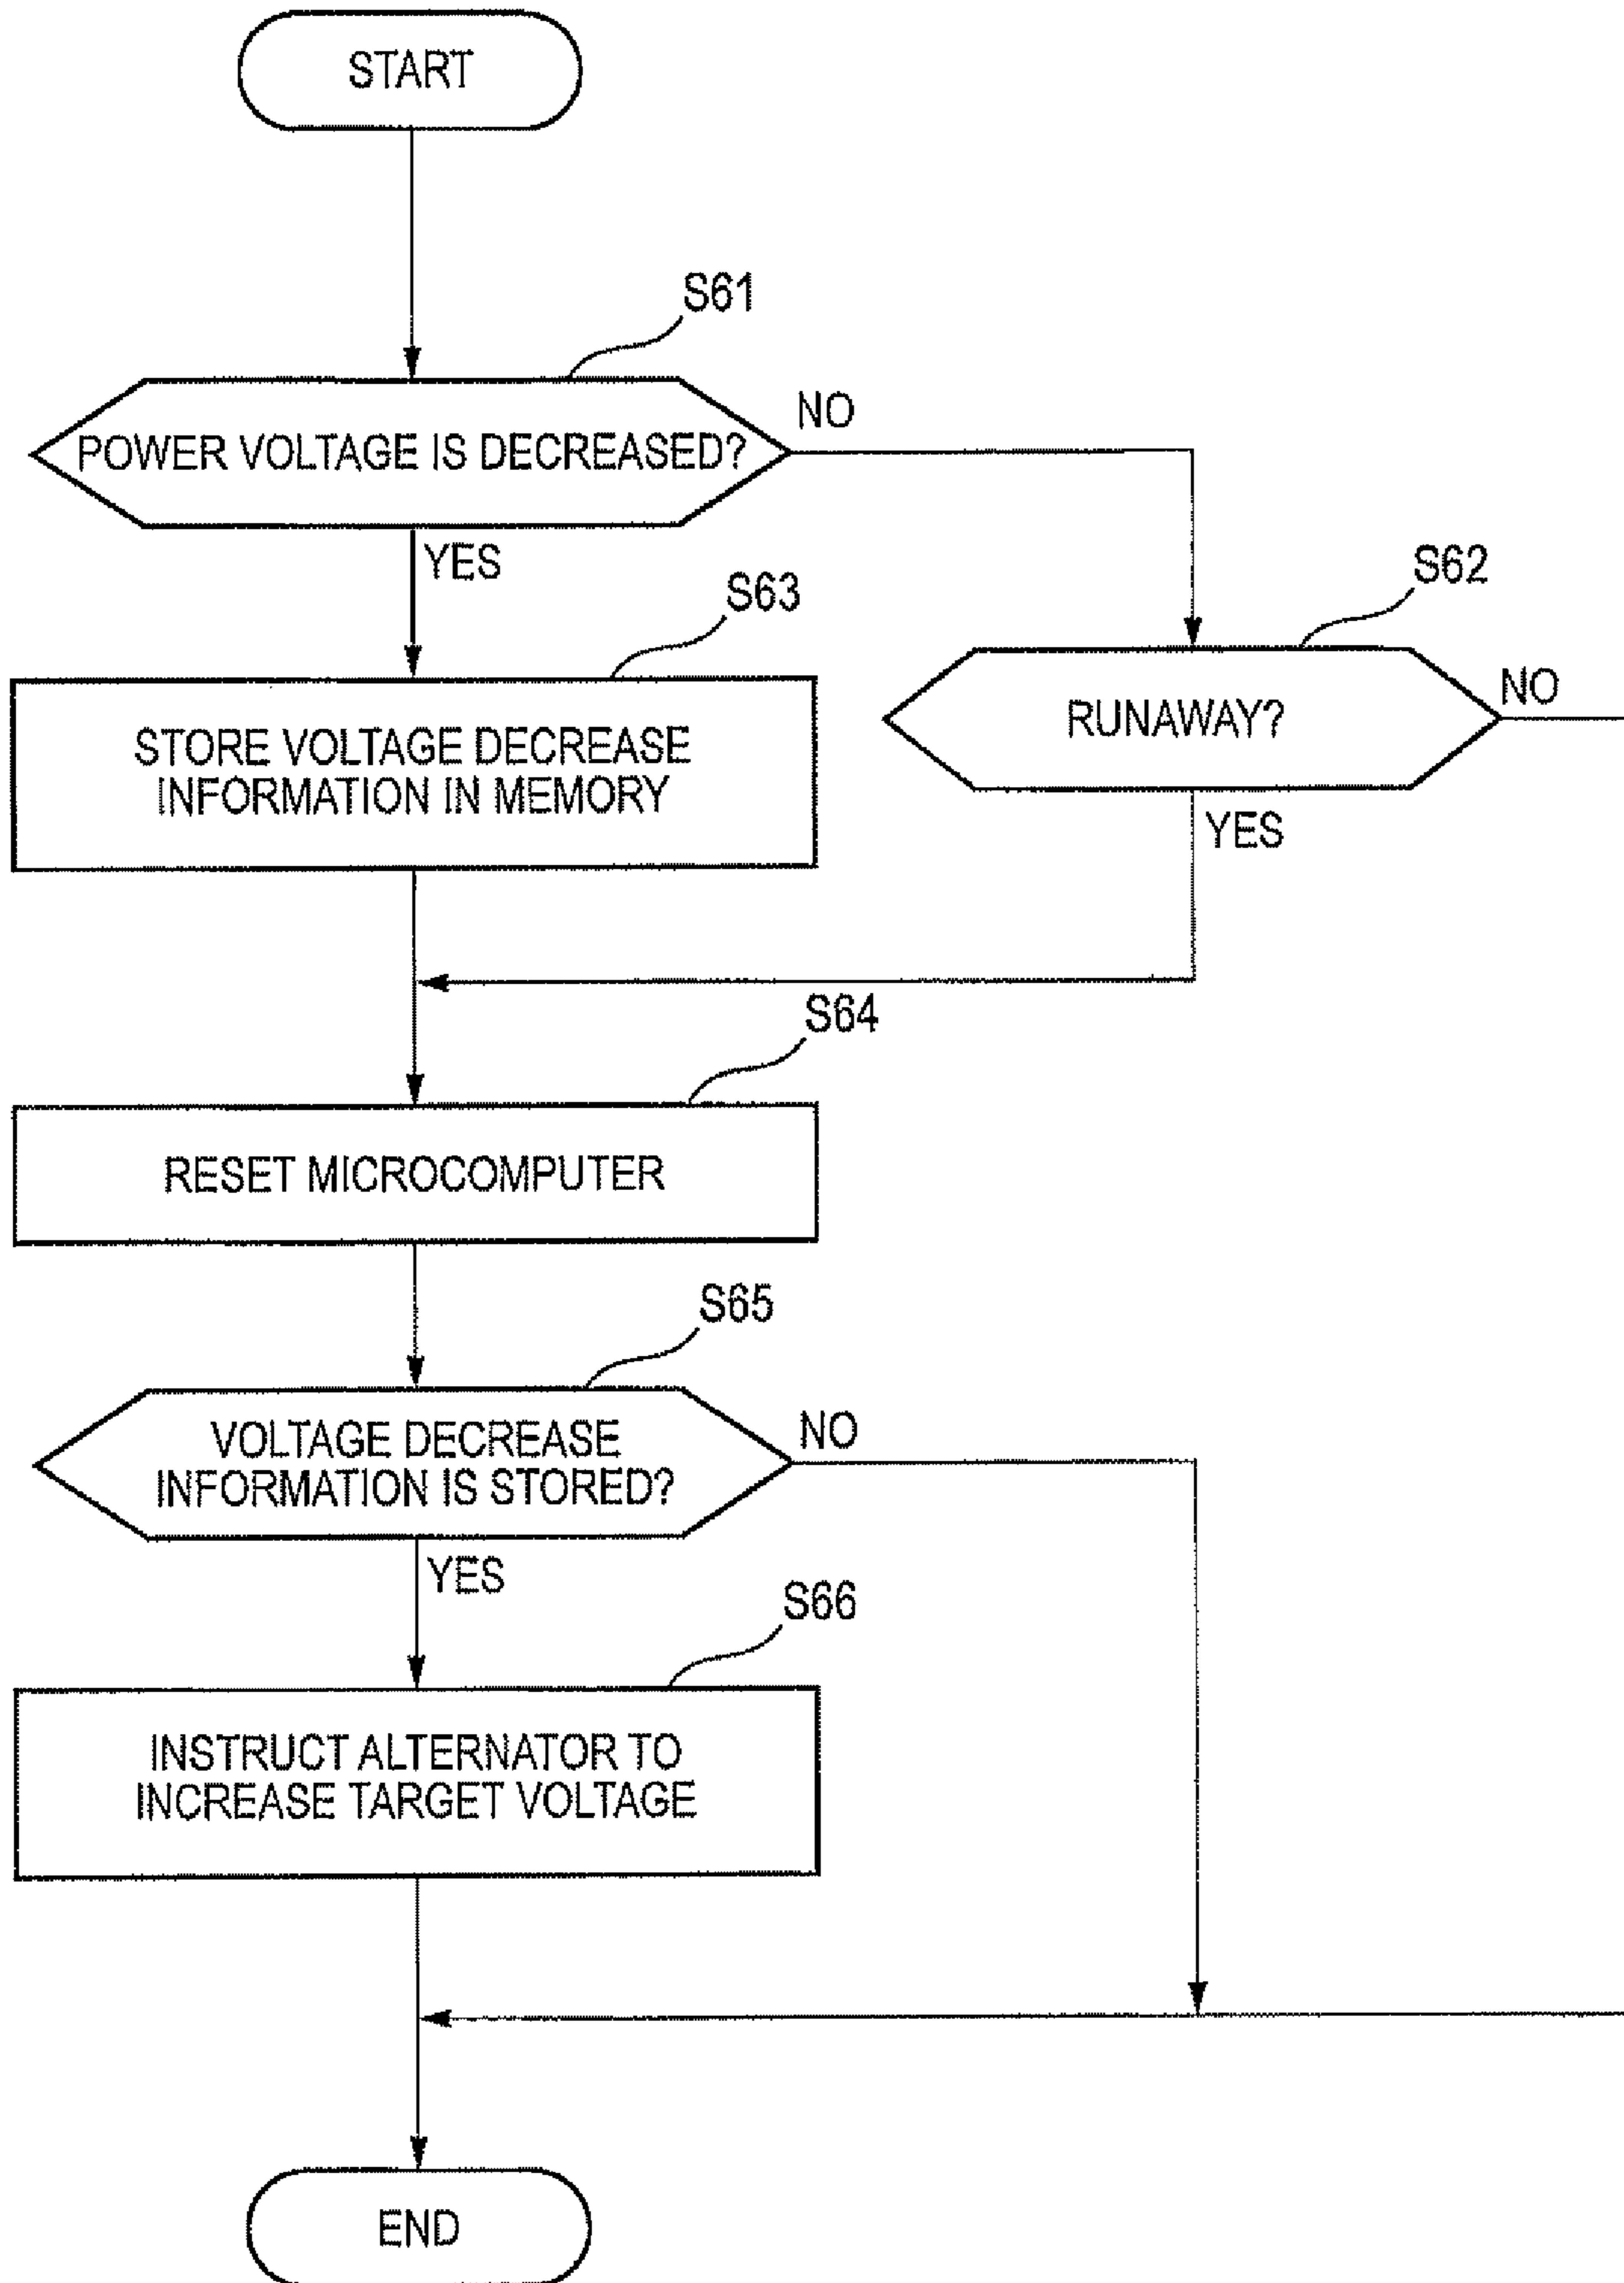 START
S61
POWER VOLTAGE IS DECREASED?
NO
YES
S63
S62
STORE VOLTAGE DECREASE
INFORMATION IN MEMORY
RUNAWAY?
NO
YES
S64
RESET MICROCOMPUTER
S65
VOLTAGE DECREASE
INFORMATION IS STORED?
NO
YES
S66
INSTRUCT ALTERNATOR TO
INCREASE TARGET VOLTAGE
END